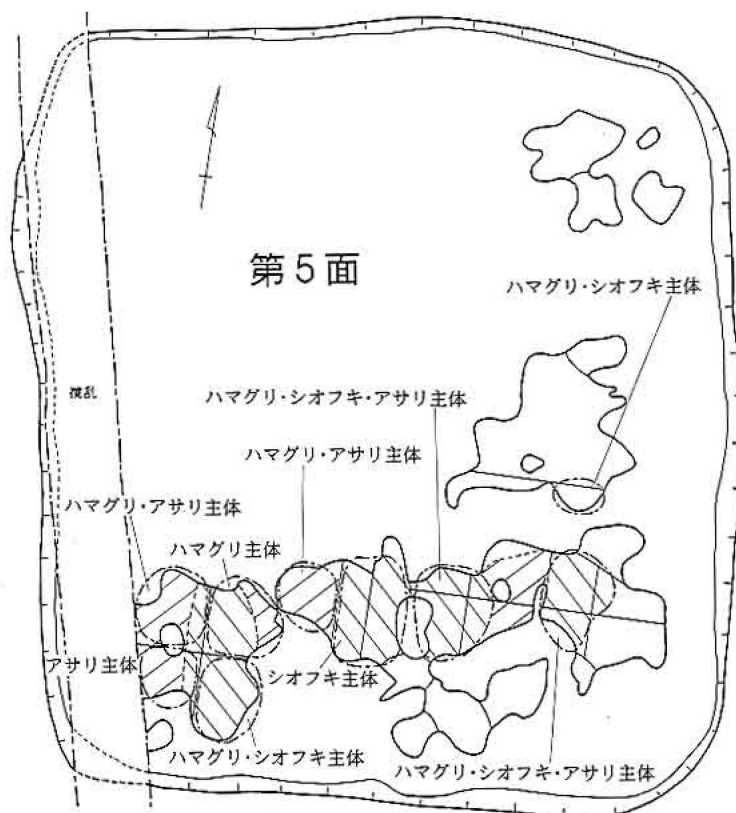 第5面
ハマグリ・シオフキ主体
攪乱
ハマグリ・シオフキ・アサリ主体
ハマグリ・アサリ主体
ハマグリ・アサリ主体
ハマグリ主体
アサリ主体
シオフキ主体
ハマグリ・シオフキ主体
ハマグリ・シオフキ・アサリ主体